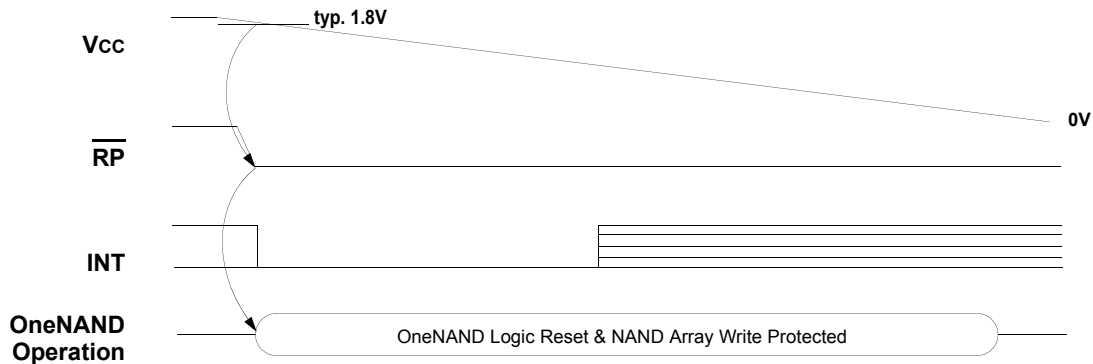 typ. 1.8V
Vcc
0V
RP
INT
OneNAND
Operation
OneNAND Logic Reset & NAND Array Write Protected